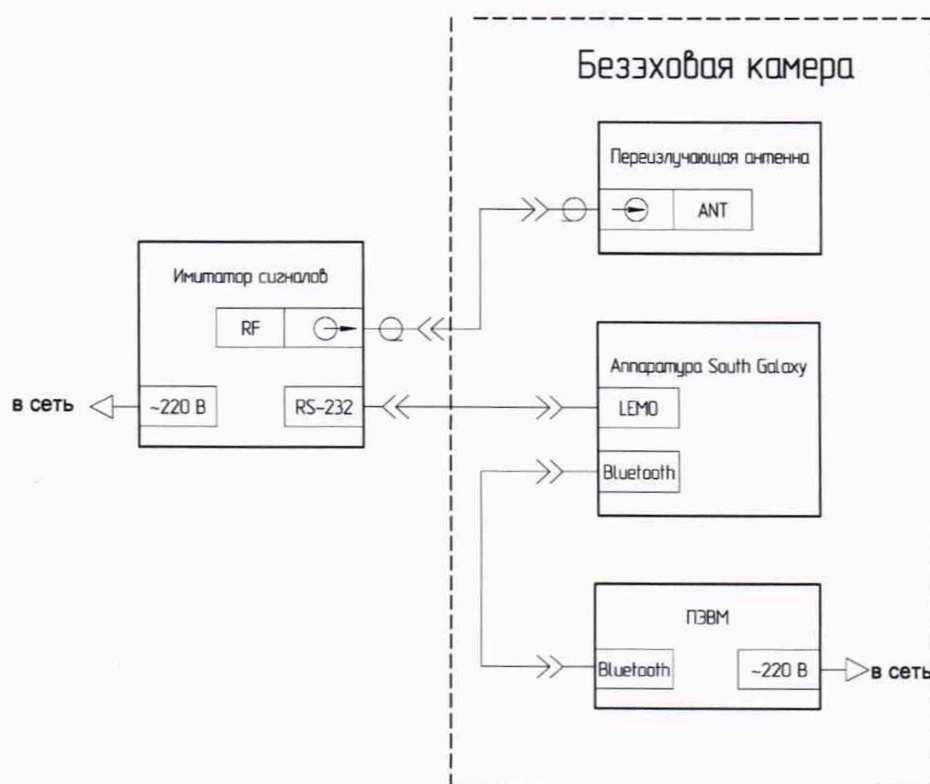 Безэховая камера
Переизлучающая антенна
ANT
Имитатор сигналов
RF
Аппаратура South Galaxy
в сеть
~220 В
RS-232
LEMO
Bluetooth
ПЭВМ
Bluetooth
~220 В
в сеть